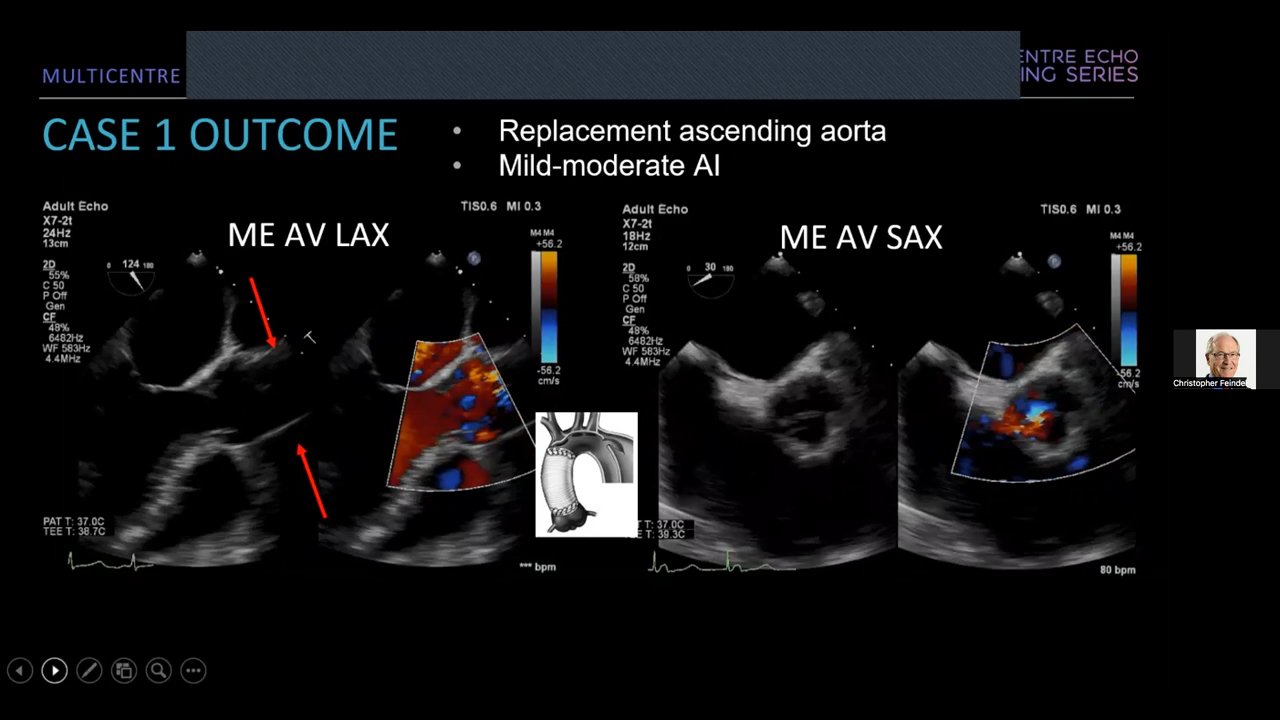 MULTICENTRE
ENTRE ECHO
ING SERIES
CASE 1 OUTCOME
• Replacement ascending aorta
• Mild-moderate AI
Adult Echo
X7-2t
24Hz
13cm
TIS0.6 MI 0.3
ME AV LAX
M4 M4
+56.2
2D
55%
C 50
P Off
Gen
CF
48%
6482Hz
WF 583Hz
4.4MHz
0 124 180
-56.2
cm/s
PAT T: 37.0C
TEE T: 38.7C
*** bpm
Adult Echo
X7-2t
18Hz
12cm
TIS0.6 MI 0.3
ME AV SAX
M4 M4
+56.2
2D
58%
C 50
P Off
Gen
CF
48%
6482Hz
WF 583Hz
4.4MHz
0 30 180
-56.2
cm/s
T T: 37.0C
E T: 39.3C
80 bpm
Christopher Feindel